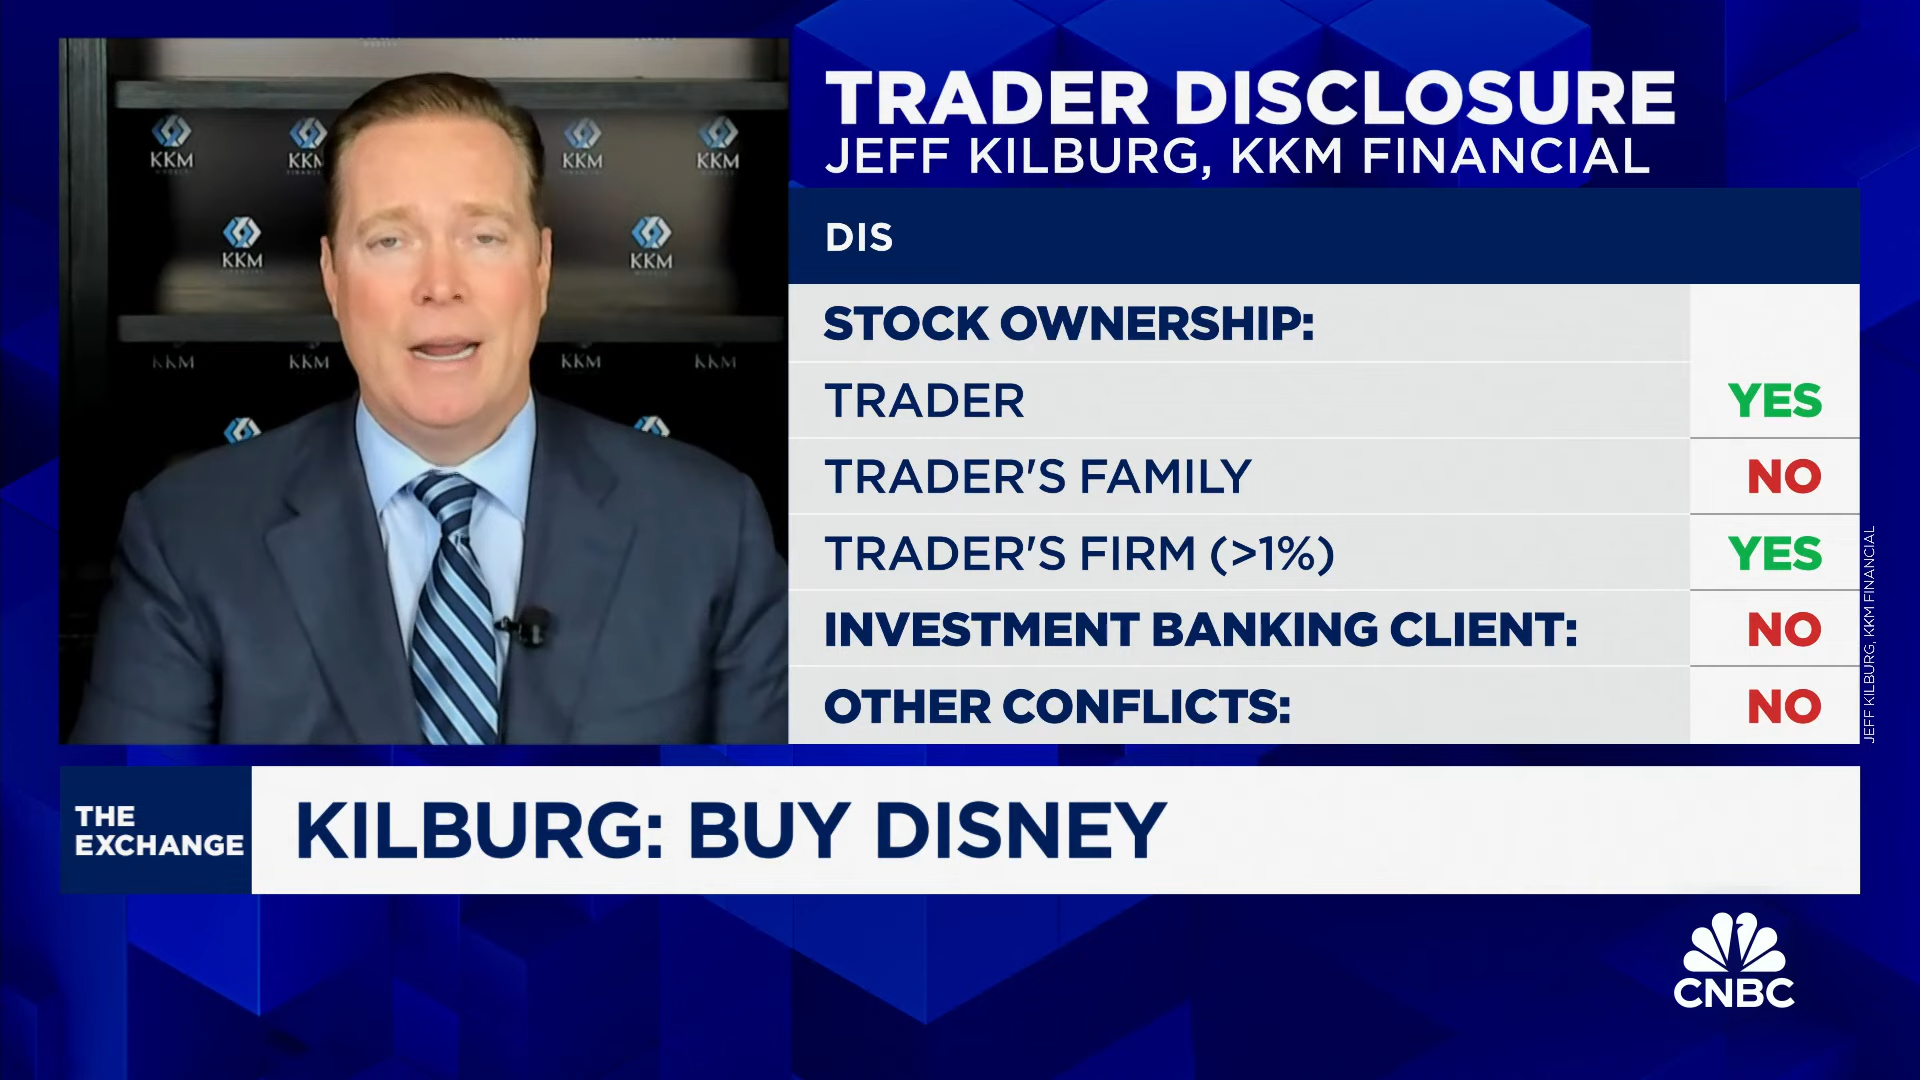 TRADER DISCLOSURE
JEFF KILBURG, KKM FINANCIAL
DIS
STOCK OWNERSHIP:
TRADER YES
TRADER'S FAMILY NO
TRADER'S FIRM (>1%) YES
INVESTMENT BANKING CLIENT: NO
OTHER CONFLICTS: NO
JEFF KILBURG, KKM FINANCIAL
KKM
KKM
KKM
KKM
KKM
KKM
KKM
KKM
KKM
KKM
THE
EXCHANGE
KILBURG: BUY DISNEY
CNBC